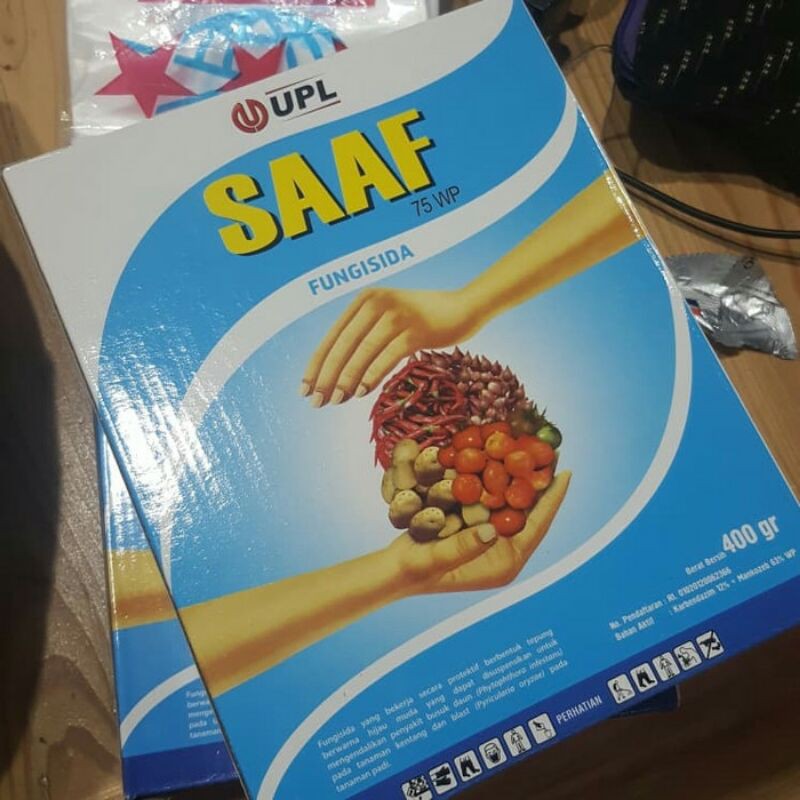 UPL
SAAF
75 WP
FUNGISIDA
Berat Bersih 400 gr
No. Pendaftaran : RI. 01020120062366
Bahan Aktif : Karbendazim 12% + Mankozeb 63% WP
Fungisida yang bekerja secara protektif berbentuk tepung
berwarna hijau muda yang dapat disuspensikan untuk
mengendalikan penyakit busuk daun (Phytophthora infestans)
pada tanaman kentang dan blast (Pyricularia oryzae) pada
tanaman padi.
PERHATIAN